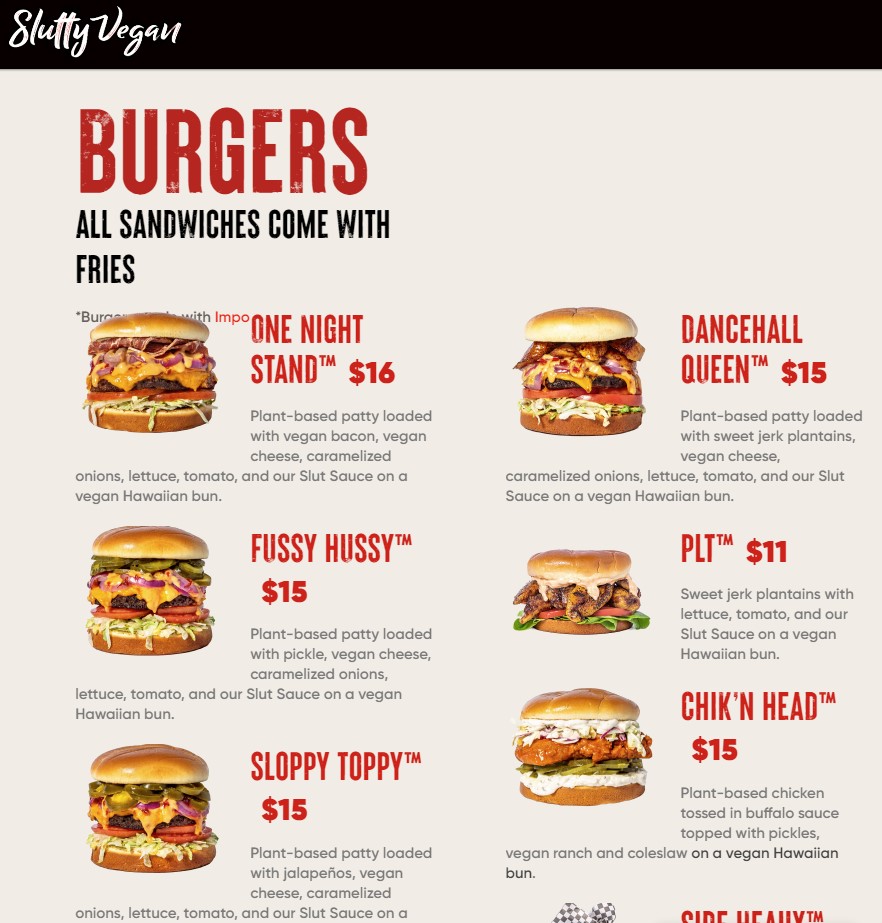 Slutty Vegan
BURGERS
ALL SANDWICHES COME WITH
FRIES
with Impo
ONE NIGHT
STAND™ $16
Plant-based patty loaded
with vegan bacon, vegan
cheese, caramelized
onions, lettuce, tomato, and our Slut Sauce on a
vegan Hawaiian bun.
FUSSY HUSSY™
$15
Plant-based patty loaded
with pickle, vegan cheese,
caramelized onions,
lettuce, tomato, and our Slut Sauce on a vegan
Hawaiian bun.
SLOPPY TOPPY™
$15
Plant-based patty loaded
with jalapeños, vegan
cheese, caramelized
onions, lettuce, tomato, and our Slut Sauce on a
DANCEHALL
QUEEN™ $15
Plant-based patty loaded
with sweet jerk plantains,
vegan cheese,
caramelized onions, lettuce, tomato, and our Slut
Sauce on a vegan Hawaiian bun.
PLT™ $11
Sweet jerk plantains with
lettuce, tomato, and our
Slut Sauce on a vegan
Hawaiian bun.
CHIK'N HEAD™
$15
Plant-based chicken
tossed in buffalo sauce
topped with pickles,
vegan ranch and coleslaw on a vegan Hawaiian
bun.
SIDE HEAUX™